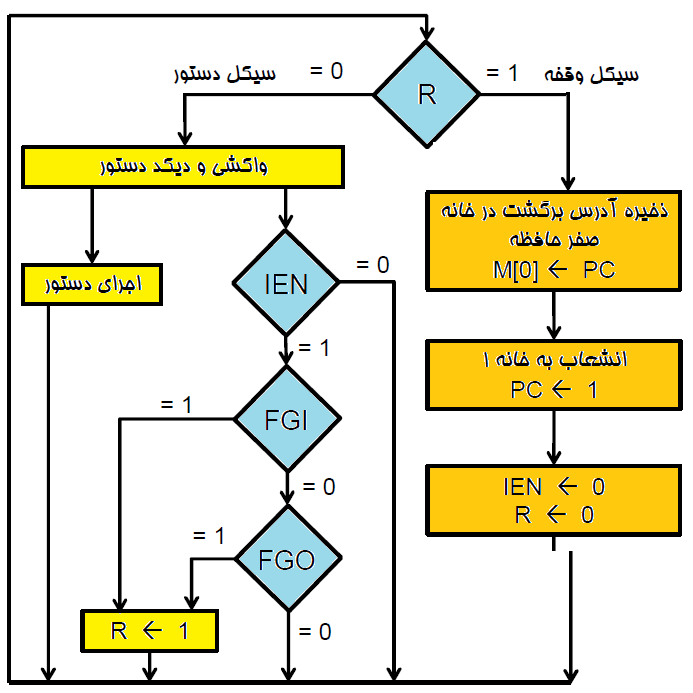 R
= 0
سیکل دستور
= 1
سیکل وقفه
واکشی و دیکد دستور
اجرای دستور
IEN
= 0
= 1
FGI
= 1
= 0
FGO
= 1
= 0
R ← 1
ذخیره آدرس برگشت در خانه
صفر حافظه
M[0] ← PC
انشعاب به خانه ۱
PC ← 1
IEN ← 0
R ← 0